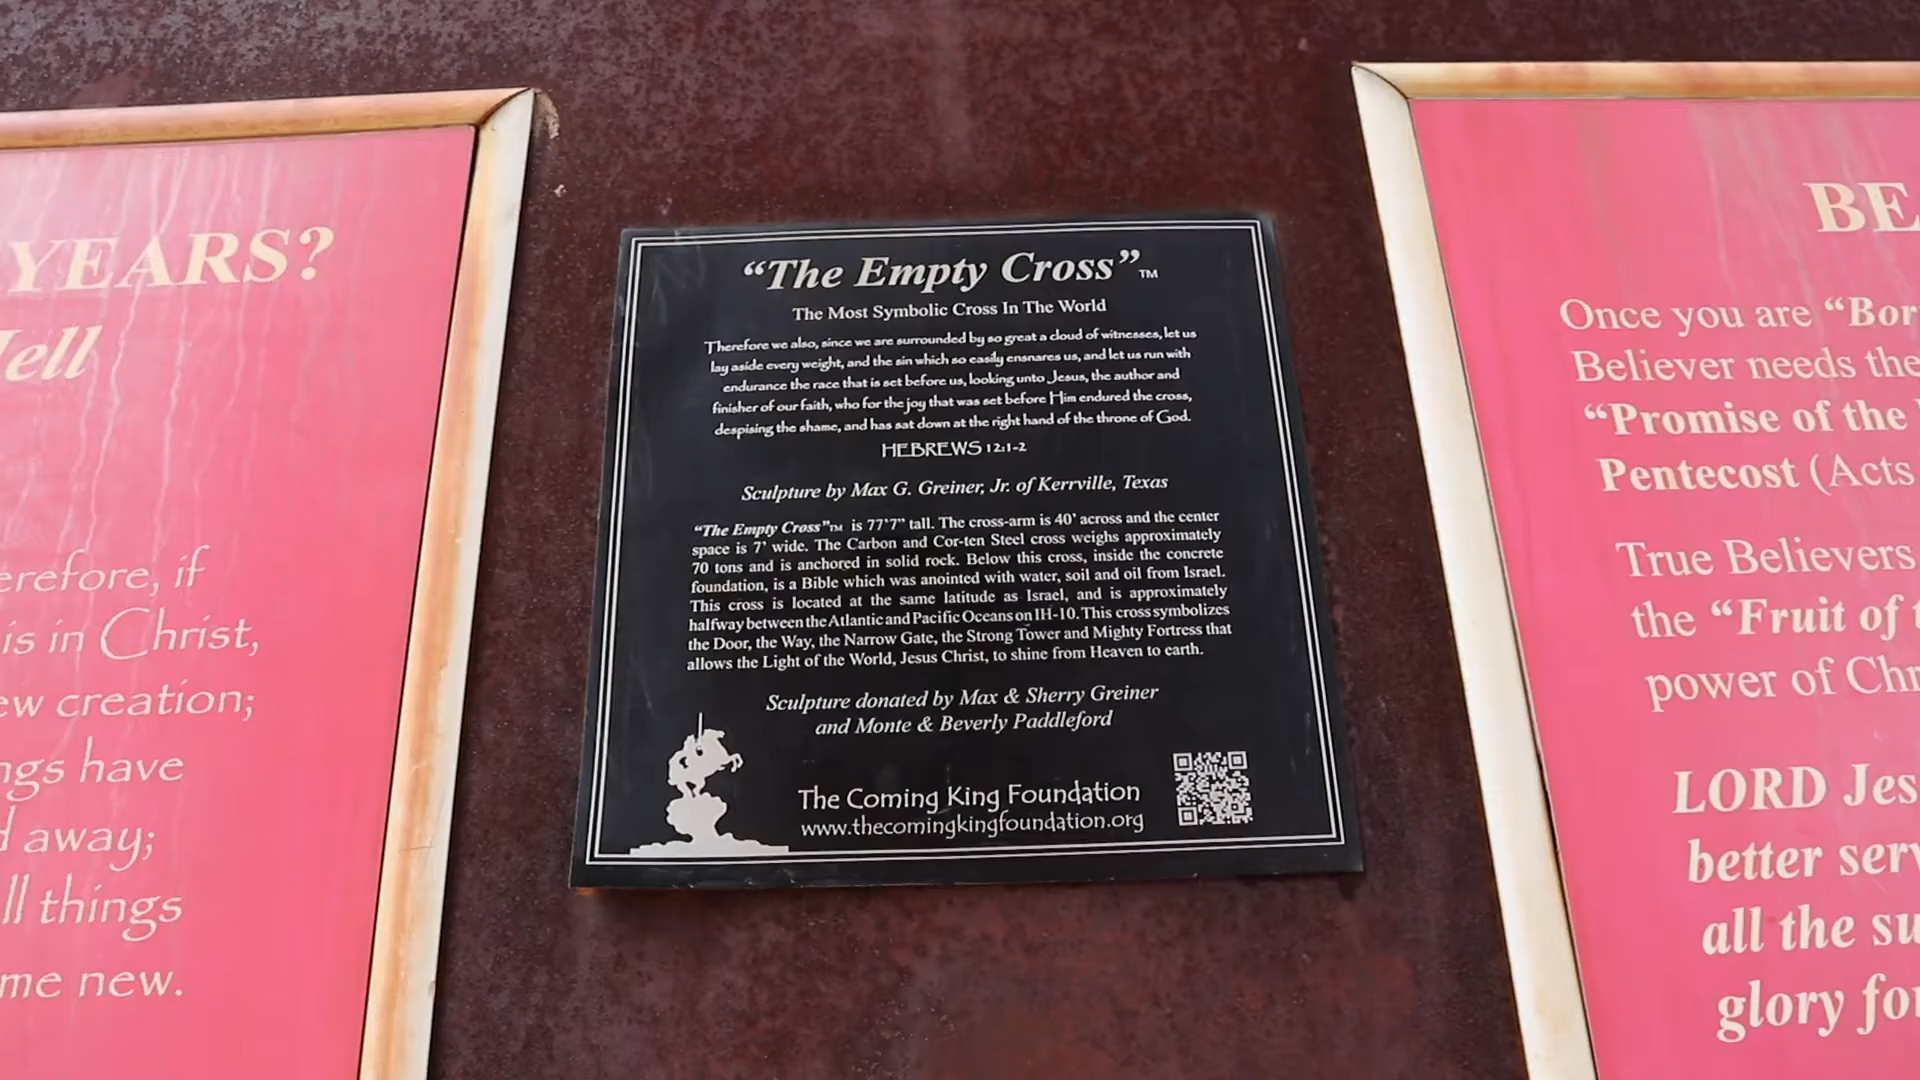 YEARS?
Hell
erefore, if
is in Christ,
ew creation;
ngs have
d away;
ll things
me new.
“The Empty Cross”™
The Most Symbolic Cross In The World
Therefore we also, since we are surrounded by so great a cloud of witnesses, let us
lay aside every weight, and the sin which so easily ensnares us, and let us run with
endurance the race that is set before us, looking unto Jesus, the author and
finisher of our faith, who for the joy that was set before Him endured the cross,
despising the shame, and has sat down at the right hand of the throne of God.
HEBREWS 12:1-2
Sculpture by Max G. Greiner, Jr. of Kerrville, Texas
“The Empty Cross”™ is 77’7” tall. The cross-arm is 40’ across and the center
space is 7’ wide. The Carbon and Cor-ten Steel cross weighs approximately
70 tons and is anchored in solid rock. Below this cross, inside the concrete
foundation, is a Bible which was anointed with water, soil and oil from Israel.
This cross is located at the same latitude as Israel, and is approximately
halfway between the Atlantic and Pacific Oceans on IH-10. This cross symbolizes
the Door, the Way, the Narrow Gate, the Strong Tower and Mighty Fortress that
allows the Light of the World, Jesus Christ, to shine from Heaven to earth.
Sculpture donated by Max & Sherry Greiner
and Monte & Beverly Paddleford
The Coming King Foundation
www.thecomingkingfoundation.org
BE
Once you are “Bor
Believer needs the
“Promise of the
Pentecost (Acts
True Believers
the “Fruit of
power of Chr
LORD Jes
better serv
all the su
glory for